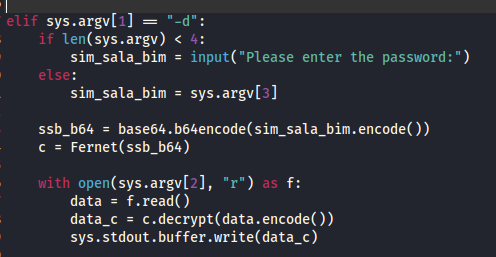 elif sys.argv[1] == "-d":
    if len(sys.argv) < 4:
        sim_sala_bim = input("Please enter the password:")
    else:
        sim_sala_bim = sys.argv[3]

    ssb_b64 = base64.b64encode(sim_sala_bim.encode())
    c = Fernet(ssb_b64)

    with open(sys.argv[2], "r") as f:
        data = f.read()
        data_c = c.decrypt(data.encode())
        sys.stdout.buffer.write(data_c)